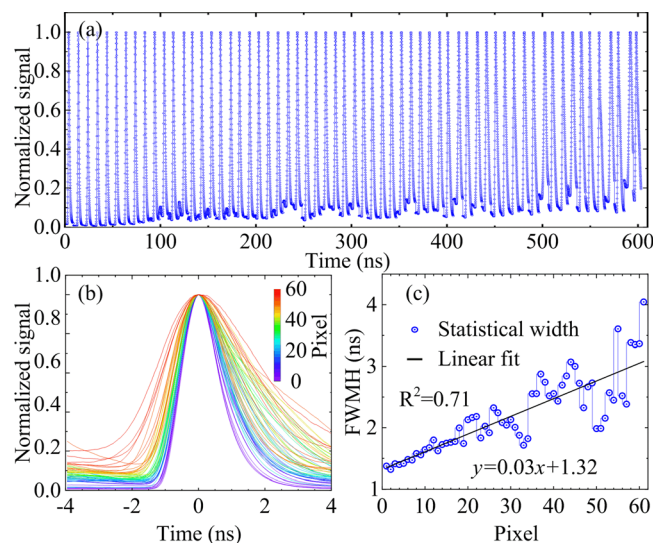 (a)
Normalized signal
1.0
0.8
0.6
0.4
0.2
0.0
0 100 200 300 400 500 600
Time (ns)
(b)
Normalized signal
1.0
0.8
0.6
0.4
0.2
0.0
-4 -2 0 2 4
Time (ns)
60
40
20
0
Pixel
(c)
FWMH (ns)
4
3
2
1
Statistical width
Linear fit
R²=0.71
y=0.03x+1.32
0 10 20 30 40 50 60
Pixel